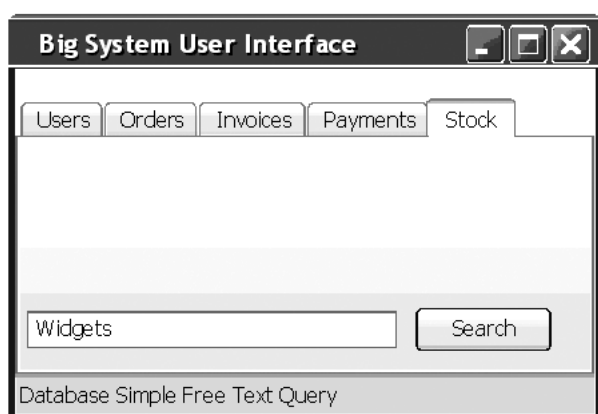 Big System User Interface
Users Orders Invoices Payments Stock
Widgets Search
Database Simple Free Text Query